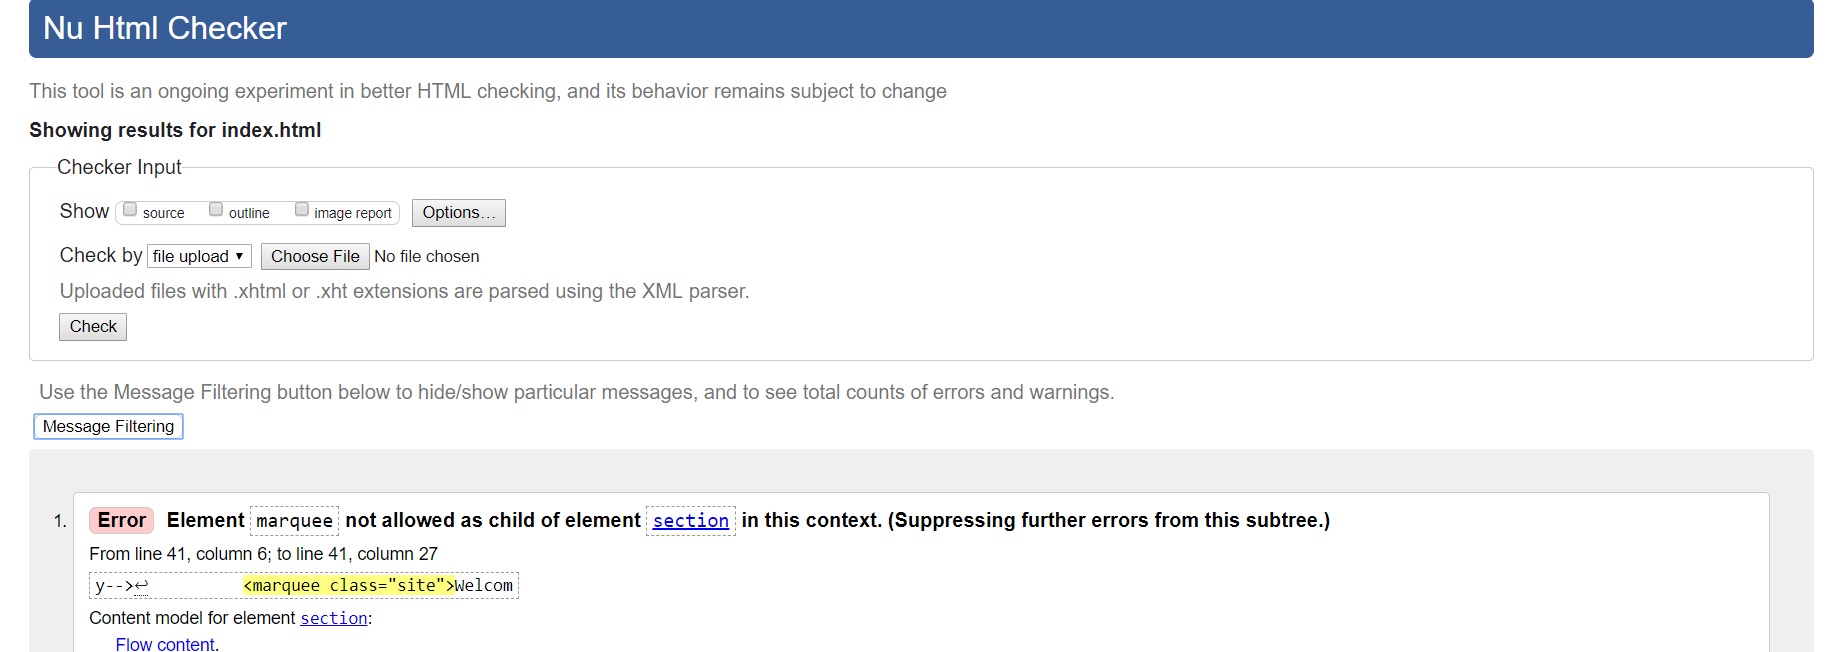 Nu Html Checker
This tool is an ongoing experiment in better HTML checking, and its behavior remains subject to change
Showing results for index.html
Checker Input
Show source outline image report Options...
Check by file upload ▼ Choose File No file chosen
Uploaded files with .xhtml or .xht extensions are parsed using the XML parser.
Check
Use the Message Filtering button below to hide/show particular messages, and to see total counts of errors and warnings.
Message Filtering
1. Error Element marquee not allowed as child of element section in this context. (Suppressing further errors from this subtree.)
From line 41, column 6; to line 41, column 27
y-->↩ <marquee class="site">Welcom
Content model for element section:
Flow content.